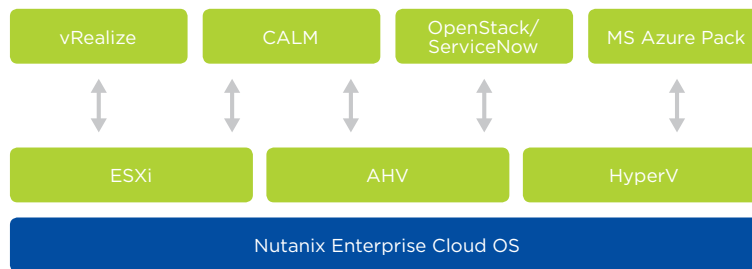 vRealize
CALM
OpenStack/
ServiceNow
MS Azure Pack
ESXi
AHV
HyperV
Nutanix Enterprise Cloud OS